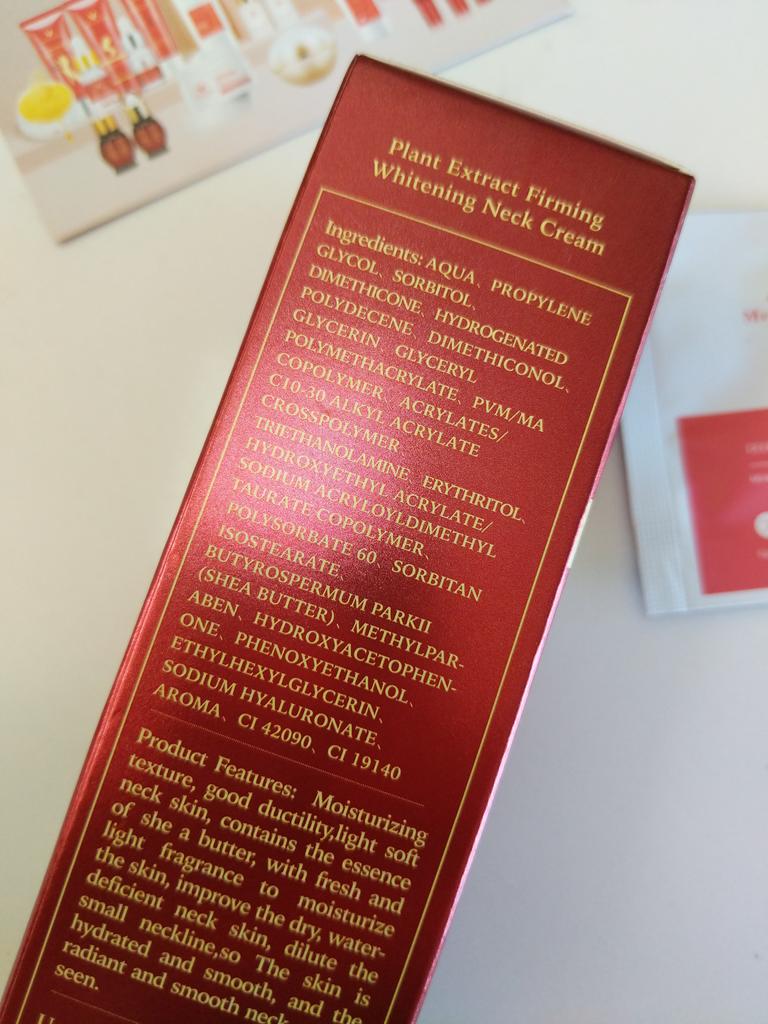 Plant Extract Firming
Whitening Neck Cream
Ingredients: AQUA、PROPYLENE
GLYCOL、SORBITOL、
DIMETHICONE、HYDROGENATED
POLYDECENE、DIMETHICONOL、
GLYCERIN、GLYCERYL
POLYMETHACRYLATE、PVM/MA
COPOLYMER、ACRYLATES/
C10-30 ALKYL ACRYLATE
CROSSPOLYMER、
TRIETHANOLAMINE、ERYTHRITOL、
HYDROXYETHYL ACRYLATE/
SODIUM ACRYLOYLDIMETHYL
TAURATE COPOLYMER、
POLYSORBATE 60、SORBITAN
ISOSTEARATE、
BUTYROSPERMUM PARKII
(SHEA BUTTER)、METHYLPAR-
ABEN、HYDROXYACETOPHEN-
ONE、PHENOXYETHANOL、
ETHYLHEXYLGLYCERIN、
SODIUM HYALURONATE、
AROMA、CI 42090、CI 19140
Product Features: Moisturizing
texture, good ductility,light soft
neck skin, contains the essence
of she a butter, with fresh and
light fragrance to moisturize
the skin, improve the dry, water-
deficient neck skin, dilute the
small neckline,so The skin is
hydrated and smooth, and the
radiant and smooth neck
seen.